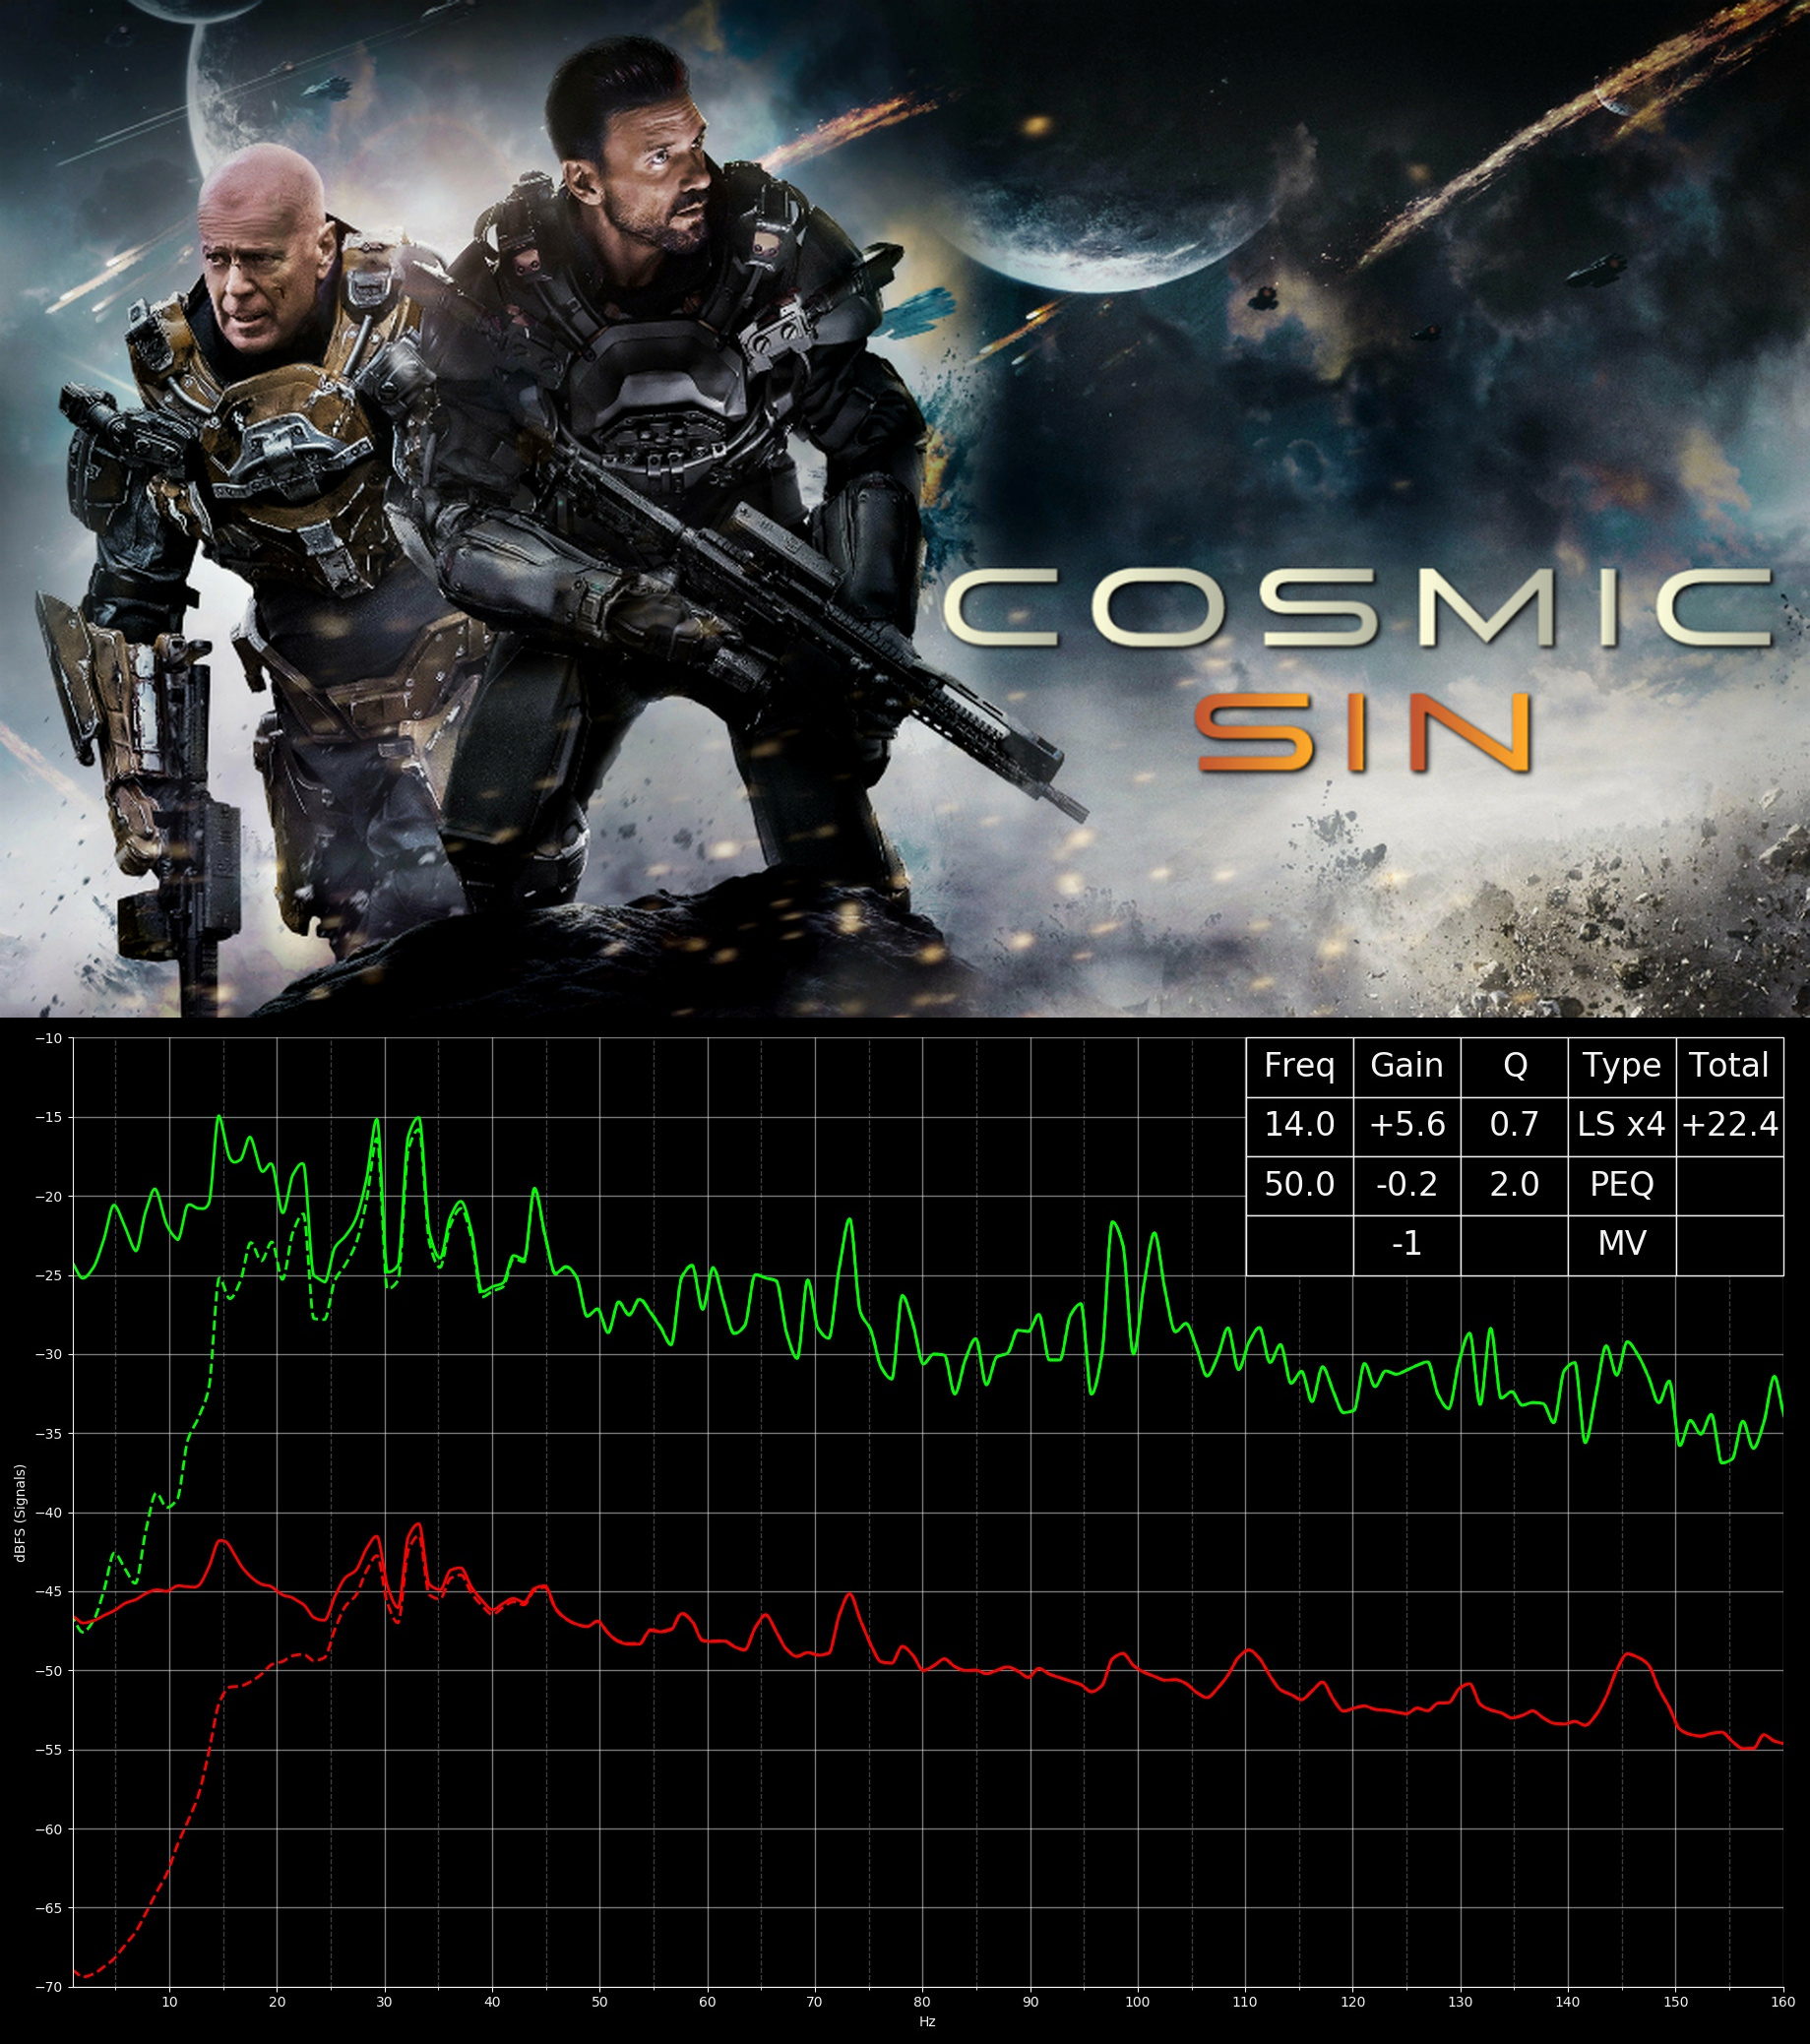 COSMIC
SIN
Freq Gain Q Type Total
14.0 +5.6 0.7 LS x4 +22.4
50.0 -0.2 2.0 PEQ
-1 MV
−10
−15
−20
−25
−30
−35
−40
−45
−50
−55
−60
−65
−70
dBFS (Signals)
10 20 30 40 50 60 70 80 90 100 110 120 130 140 150 160
Hz